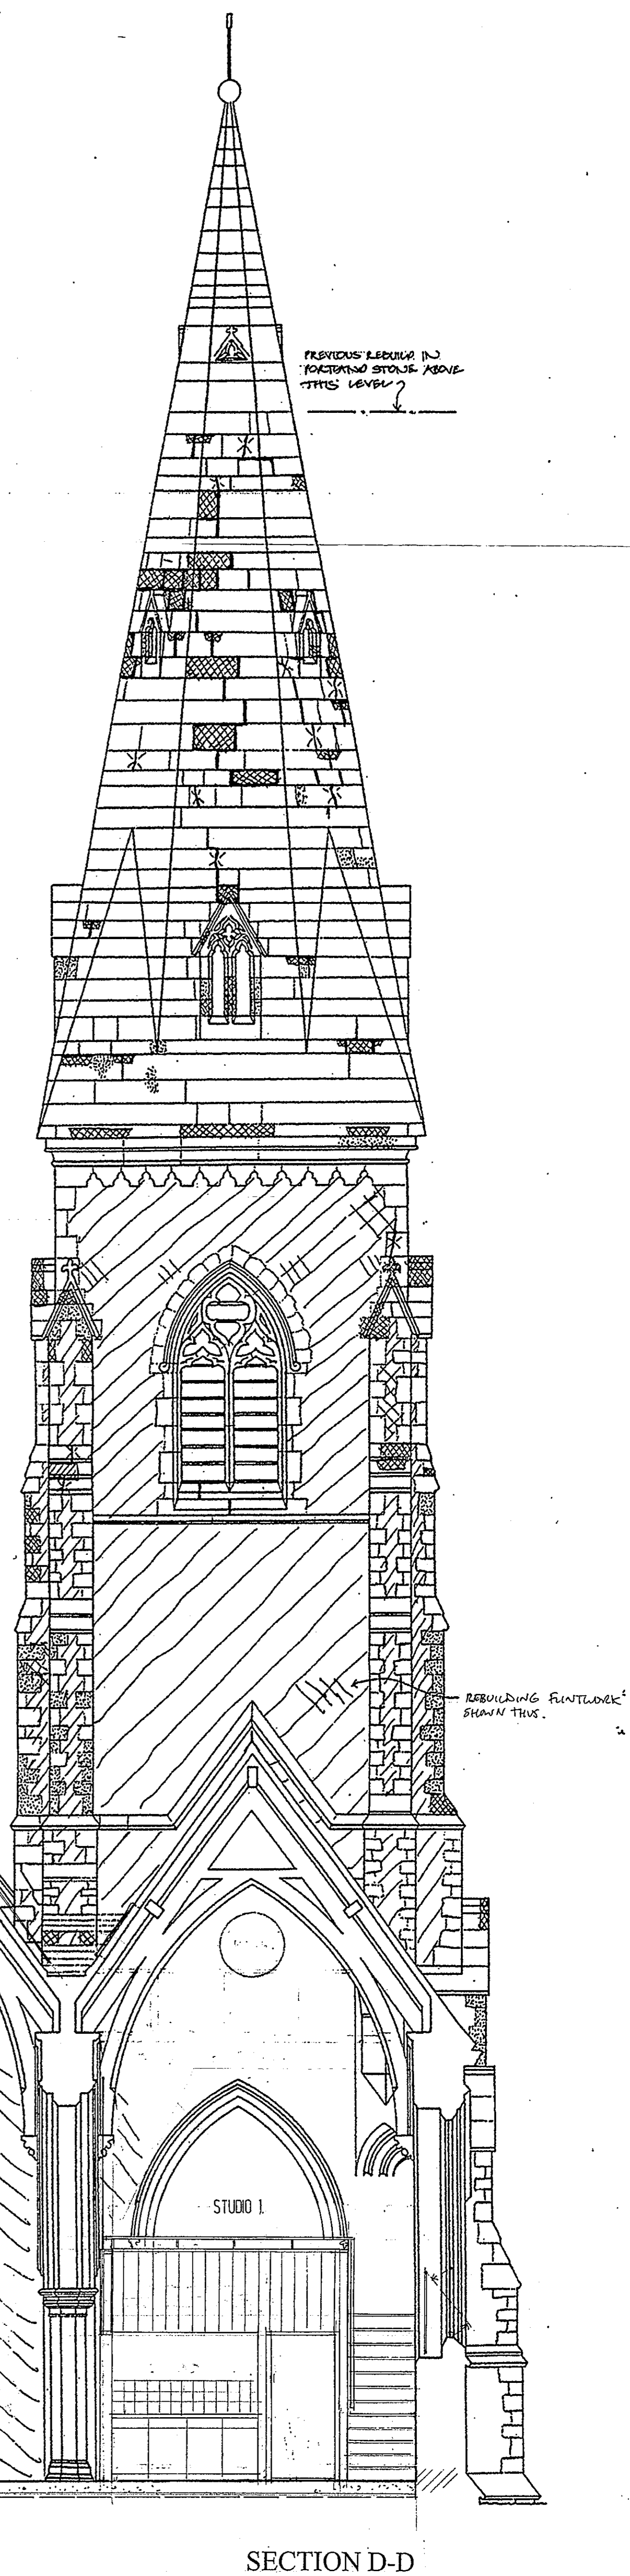 PREVIOUS REBUILD IN
PORTLAND STONE ABOVE
THIS LEVEL
REBUILDING FLINTWORK
SHOWN THUS.
STUDIO 1.
SECTION D-D